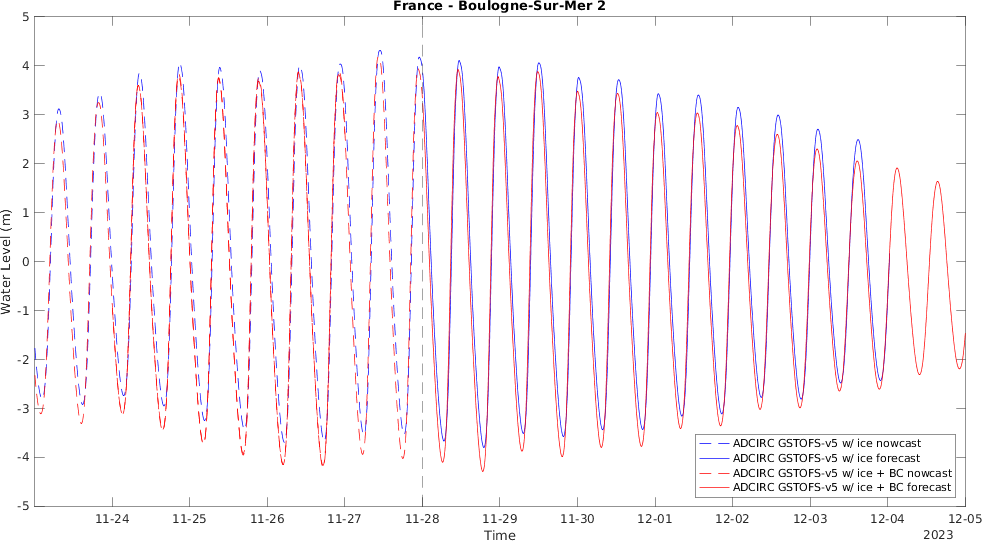 France - Boulogne-Sur-Mer 2
5
4
3
2
1
0
-1
-2
-3
-4
-5
Water Level (m)
ADCIRC GSTOFS-v5 w/ ice nowcast
ADCIRC GSTOFS-v5 w/ ice forecast
ADCIRC GSTOFS-v5 w/ ice + BC nowcast
ADCIRC GSTOFS-v5 w/ ice + BC forecast
11-24 11-25 11-26 11-27 11-28 11-29 11-30 12-01 12-02 12-03 12-04 12-05
Time
2023